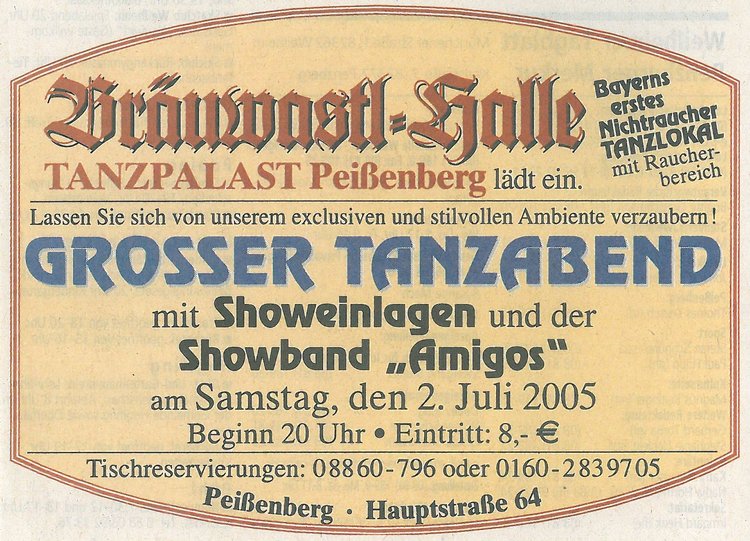 Bräuwastl-Halle
Bayerns
erstes
Nichtraucher
TANZLOKAL
mit Raucher-
bereich
TANZPALAST Peißenberg lädt ein.
Lassen Sie sich von unserem exclusiven und stilvollen Ambiente verzaubern!
GROSSER TANZABEND
mit Showeinlagen und der
Showband „Amigos“
am Samstag, den 2. Juli 2005
Beginn 20 Uhr • Eintritt: 8,- €
Tischreservierungen: 08860-796 oder 0160-2839705
Peißenberg · Hauptstraße 64